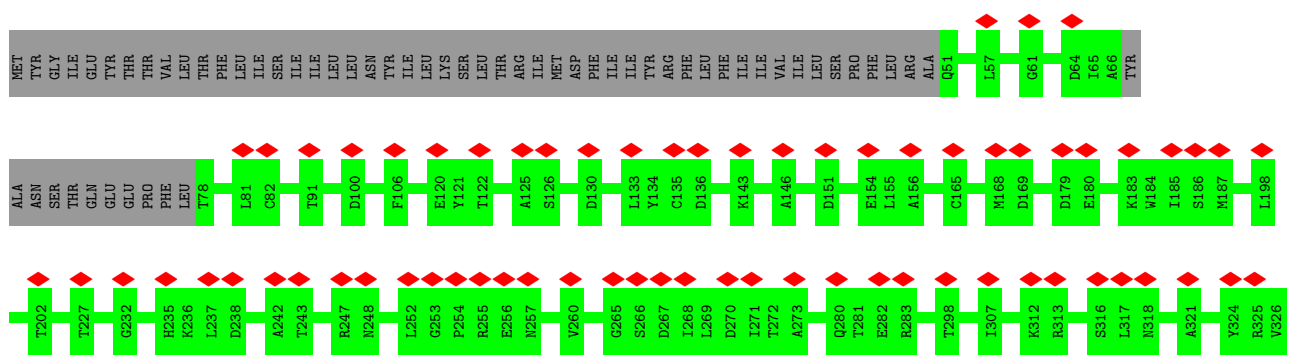 MET TYR GLY ILE GLU TYR THR THR VAL LEU THR PHE LEU ILE SER ILE ILE LEU LEU ASN TYR ILE LEU LYS SER LEU THR ARG ILE MET ASP PHE ILE ILE TYR ARG PHE LEU PHE ILE ILE VAL ILE LEU SER PRO PHE LEU ARG ALA Q51 L57 G61 D64 I65 A66 TYR
ALA ASN SER THR GLN GLU GLU PRO PHE LEU T78 L81 C82 T91 D100 F106 E120 Y121 T122 A125 S126 D130 L133 Y134 C135 D136 K143 A146 D151 E154 L155 A156 C165 M168 D169 D179 E180 K183 W184 I185 S186 M187 L198
T202 T227 G232 H235 K236 L237 D238 A242 T243 R247 N248 L252 G253 P254 R255 E256 N257 V260 G265 S266 D267 I268 L269 D270 I271 T272 A273 Q280 T281 E282 R283 T298 I307 K312 R313 S316 L317 N318 A321 Y324 R325 V326